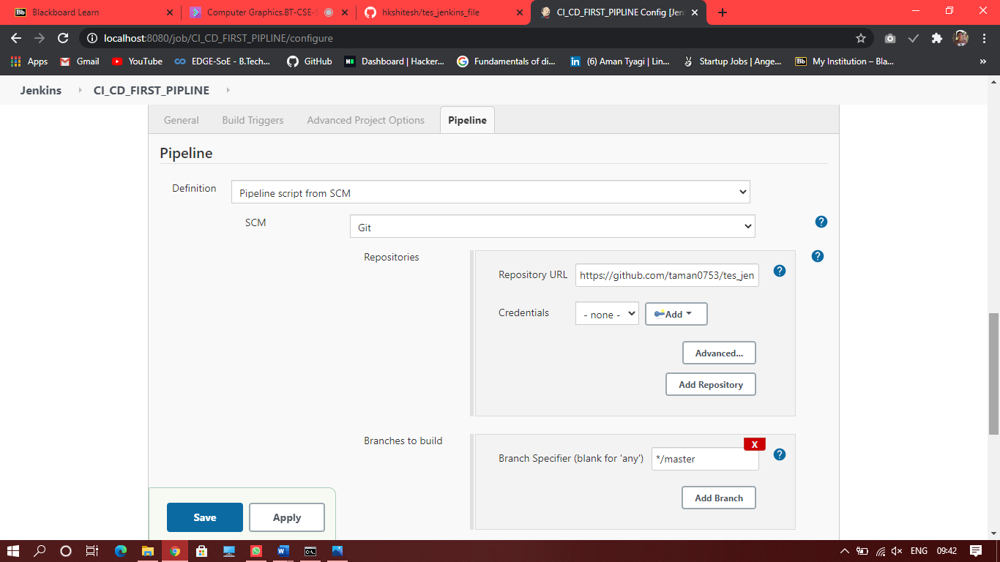 Blackboard Learn
Computer Graphics.BT-CSE-S
hkshitesh/tes_jenkins_file
CI_CD_FIRST_PIPLINE Config [Jen
localhost:8080/job/CI_CD_FIRST_PIPLINE/configure
Apps Gmail YouTube EDGE-SoE - B.Tech... GitHub Dashboard | Hacker... Fundamentals of di... (6) Aman Tyagi | Lin... Startup Jobs | Ange... My Institution – Bla... »
Jenkins CI_CD_FIRST_PIPLINE
General Build Triggers Advanced Project Options Pipeline
Pipeline
Definition Pipeline script from SCM
SCM Git
Repositories
Repository URL https://github.com/taman0753/tes_jen
Credentials - none - Add
Advanced...
Add Repository
Branches to build
X
Branch Specifier (blank for 'any') */master
Add Branch
Save Apply
ENG 09:42